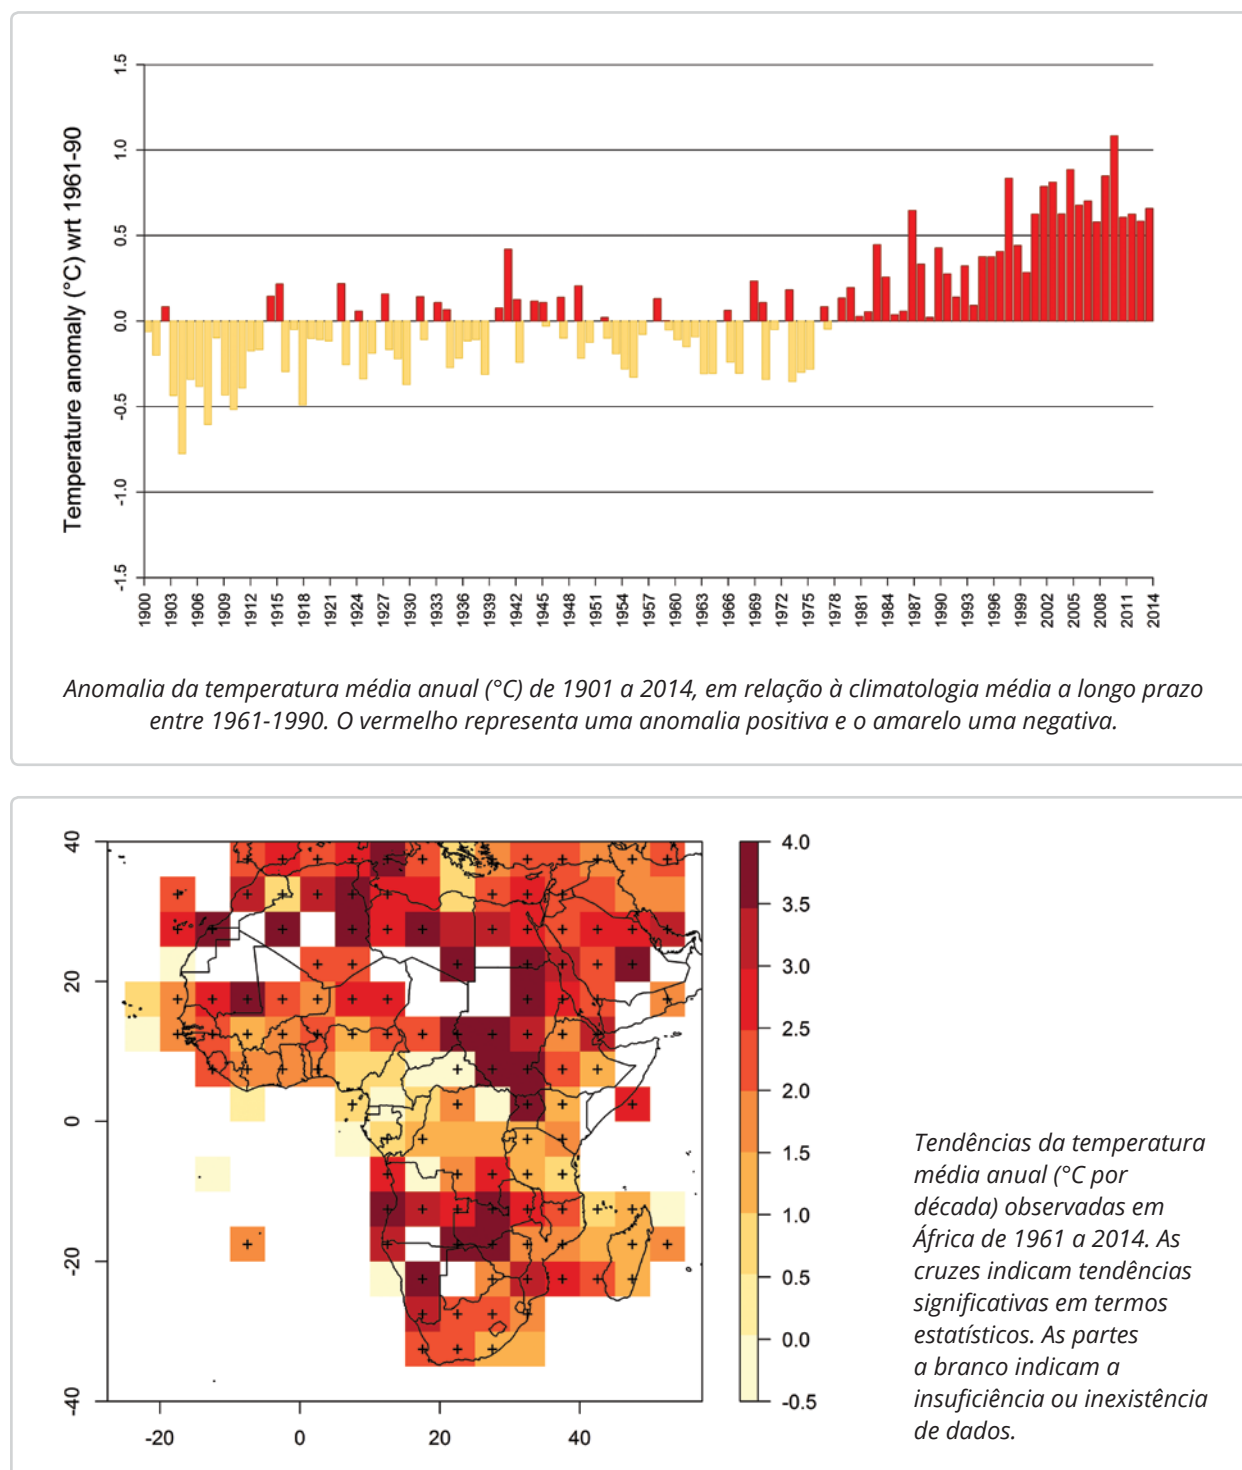 Temperature anomaly (°C) wrt 1961-90
1.5
1.0
0.5
0.0
-0.5
-1.0
-1.5
1900 1903 1906 1909 1912 1915 1918 1921 1924 1927 1930 1933 1936 1939 1942 1945 1948 1951 1954 1957 1960 1963 1966 1969 1972 1975 1978 1981 1984 1987 1990 1993 1996 1999 2002 2005 2008 2011 2014
Anomalia da temperatura média anual (°C) de 1901 a 2014, em relação à climatologia média a longo prazo
entre 1961-1990. O vermelho representa uma anomalia positiva e o amarelo uma negativa.
40
20
0
-20
-40
-20 0 20 40
4.0
3.5
3.0
2.5
2.0
1.5
1.0
0.5
0.0
-0.5
Tendências da temperatura
média anual (°C por
década) observadas em
África de 1961 a 2014. As
cruzes indicam tendências
significativas em termos
estatísticos. As partes
a branco indicam a
insuficiência ou inexistência
de dados.